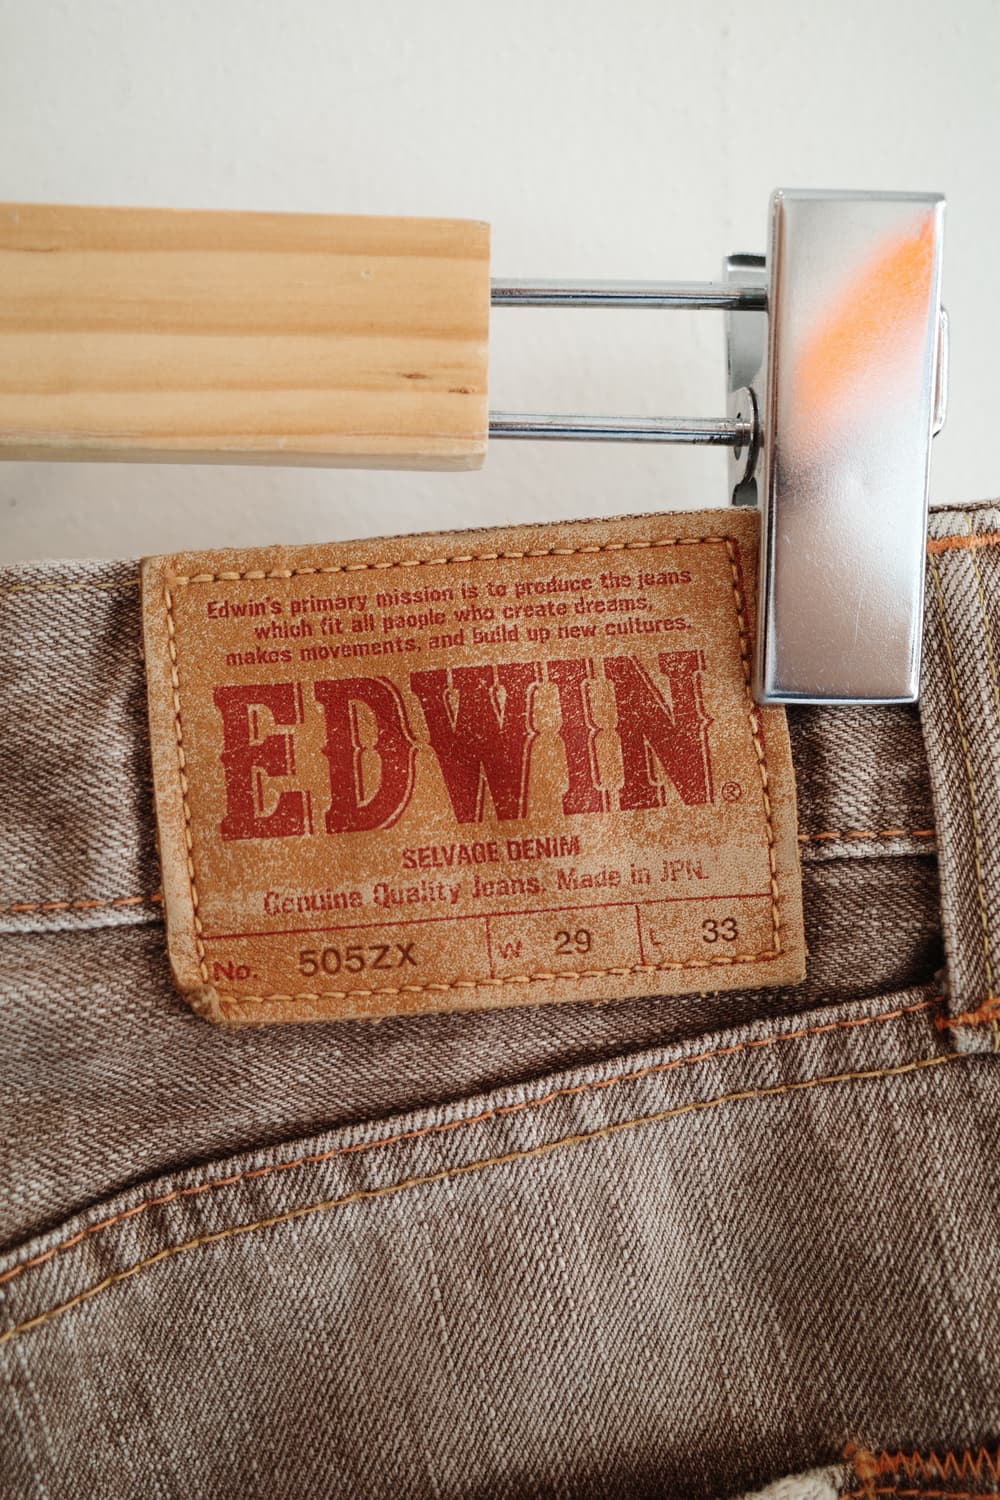 Edwin's primary mission is to produce the jeans
which fit all people who create dreams,
makes movements, and build up new cultures.
EDWIN®
SELVAGE DENIM
Genuine Quality Jeans. Made in JPN.
No. 505ZX W 29 L 33